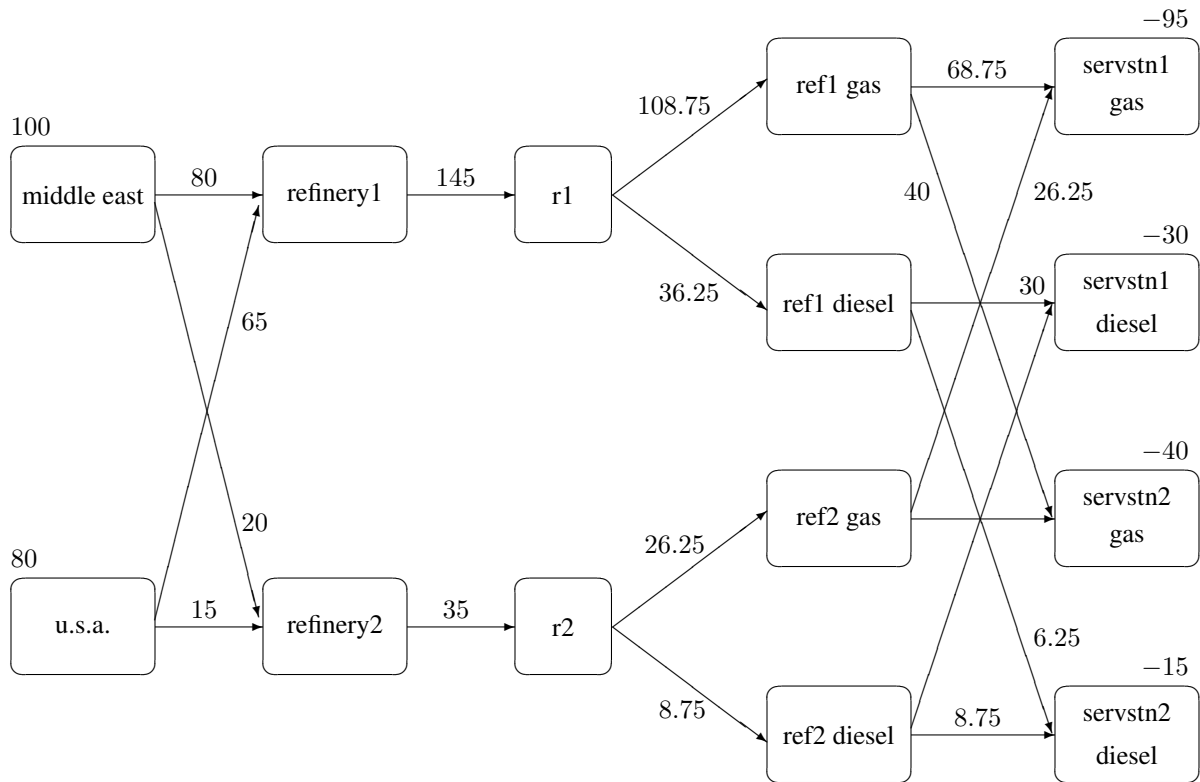 −95
ref1 gas
68.75
servstn1
gas
108.75
100
middle east
80
refinery1
145
r1
40
26.25
−30
36.25
ref1 diesel
30
servstn1
diesel
65
−40
20
26.25
ref2 gas
servstn2
gas
80
u.s.a.
15
refinery2
35
r2
6.25
−15
8.75
ref2 diesel
8.75
servstn2
diesel